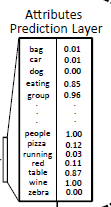 Attributes
Prediction Layer
bag 0.01
car 0.01
dog 0.00
eating 0.85
group 0.96
. .
. .
. .
people 1.00
pizza 0.12
running 0.03
red 0.11
table 0.87
wine 1.00
zebra 0.00